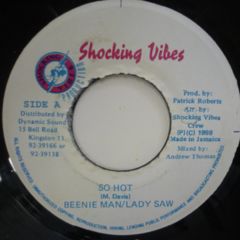 Shocking Vibes
PRODUCTIONS
SIDE A
Distributed by
Dynamic Sounds
15 Bell Road
Kingston 11
92-39166 or
92-39138
Prod. by:
Patrick Roberts
Arr. by:
Shocking Vibes
Crew
(P)(C) 1998
Made in Jamaica
Mixed by:
Andrew Thomas
SO HOT
(M. Davis)
BEENIE MAN/LADY SAW